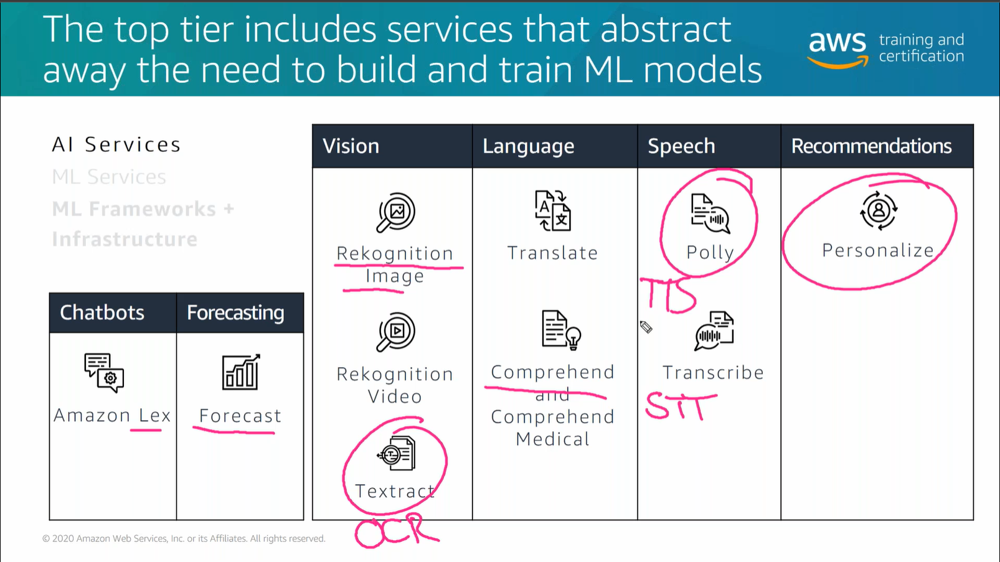 The top tier includes services that abstract
away the need to build and train ML models
aws training and
certification
AI Services
ML Services
ML Frameworks +
Infrastructure
Chatbots
Amazon Lex
Forecasting
Forecast
Vision
Rekognition
Image
Rekognition
Video
Textract
OCR
Language
Translate
Comprehend
and
Comprehend
Medical
Speech
Polly
TTS
Transcribe
STT
Recommendations
Personalize
© 2020 Amazon Web Services, Inc. or its Affiliates. All rights reserved.